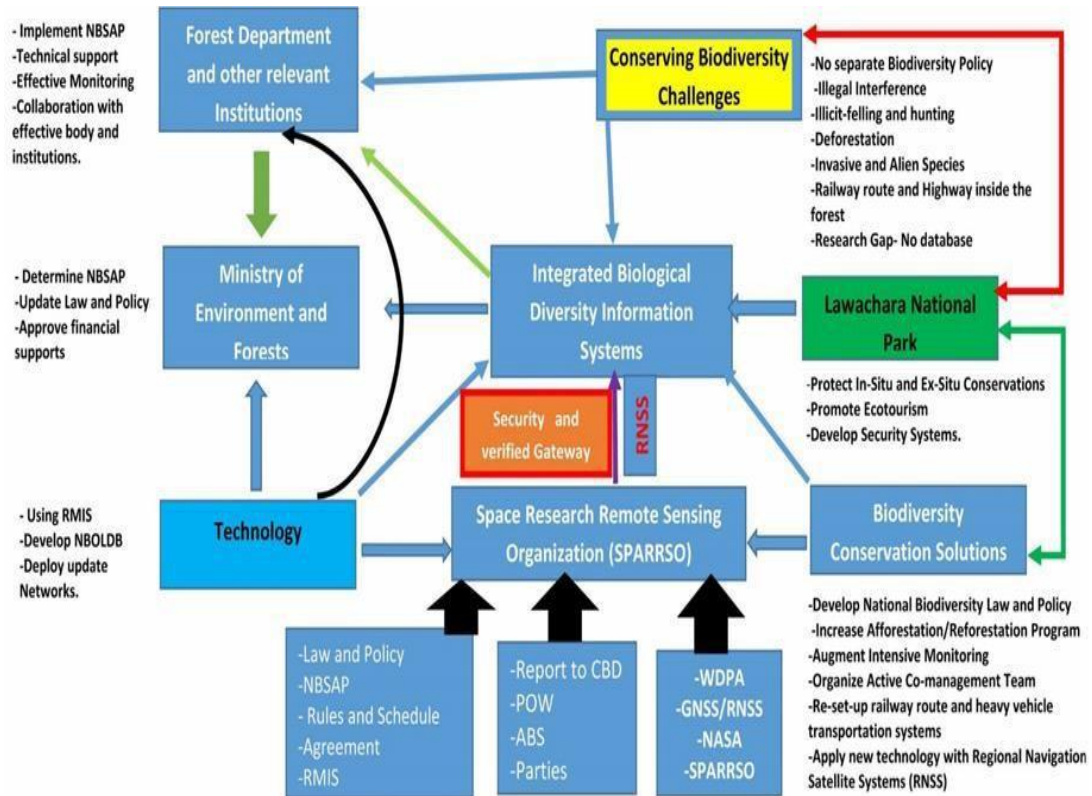 - Implement NBSAP
-Technical support
-Effective Monitoring
-Collaboration with
effective body and
institutions.
Forest Department
and other relevant
Institutions
Conserving Biodiversity
Challenges
-No separate Biodiversity Policy
-Illegal Interference
-Illicit-felling and hunting
-Deforestation
-Invasive and Alien Species
-Railway route and Highway inside the
forest
-Research Gap- No database
- Determine NBSAP
-Update Law and Policy
-Approve financial
supports
Ministry of
Environment and
Forests
Integrated Biological
Diversity Information
Systems
Lawachara National
Park
-Protect In-Situ and Ex-Situ Conservations
-Promote Ecotourism
-Develop Security Systems.
Security and
verified Gateway
RNSS
- Using RMIS
-Develop NBOLDB
-Deploy update
Networks.
Technology
Space Research Remote Sensing
Organization (SPARRSO)
Biodiversity
Conservation Solutions
-Law and Policy
-NBSAP
- Rules and Schedule
-Agreement
-RMIS
-Report to CBD
-POW
-ABS
-Parties
-WDPA
-GNSS/RNSS
-NASA
-SPARRSO
-Develop National Biodiversity Law and Policy
-Increase Afforestation/Reforestation Program
-Augment Intensive Monitoring
-Organize Active Co-management Team
-Re-set-up railway route and heavy vehicle
transportation systems
-Apply new technology with Regional Navigation
Satellite Systems (RNSS)